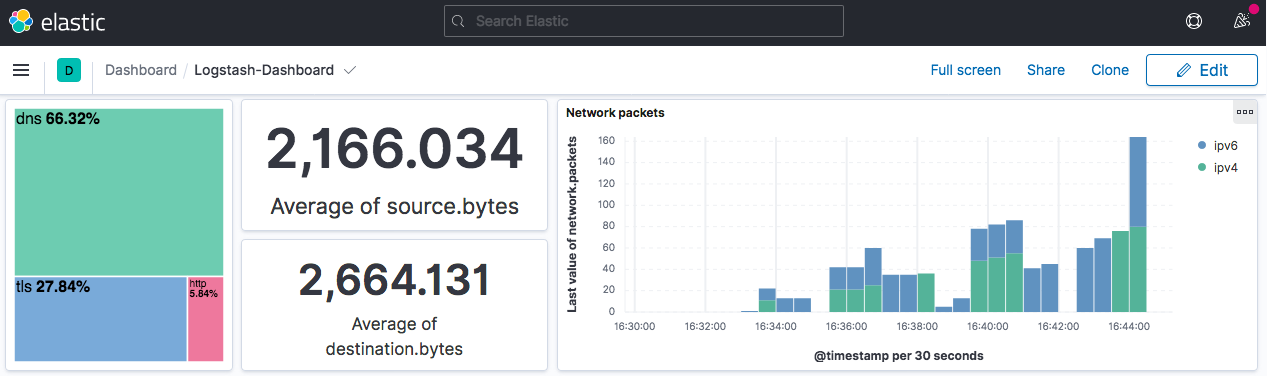 elastic
Search Elastic
D
Dashboard / Logstash-Dashboard
Full screen
Share
Clone
Edit
dns 66.32%
tls 27.84%
http
5.84%
2,166.034
Average of source.bytes
2,664.131
Average of
destination.bytes
Network packets
Last value of network.packets
160
140
120
100
80
60
40
20
0
16:30:00
16:32:00
16:34:00
16:36:00
16:38:00
16:40:00
16:42:00
16:44:00
@timestamp per 30 seconds
ipv6
ipv4